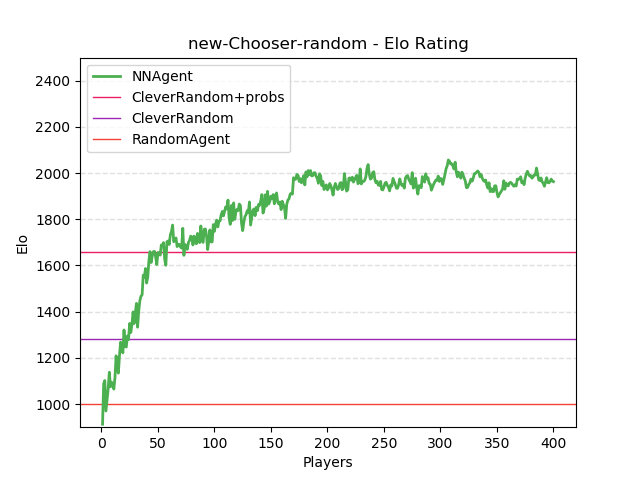 new-Chooser-random - Elo Rating
NNAgent
CleverRandom+probs
CleverRandom
RandomAgent
2400
2200
2000
1800
1600
1400
1200
1000
Elo
0 50 100 150 200 250 300 350 400
Players